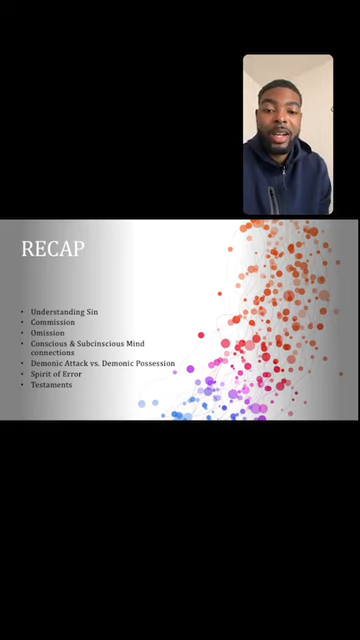 RECAP
• Understanding Sin
• Commission
• Omission
• Conscious & Subcinscious Mind
connections
• Demonic Attack vs. Demonic Possession
• Spirit of Error
• Testaments